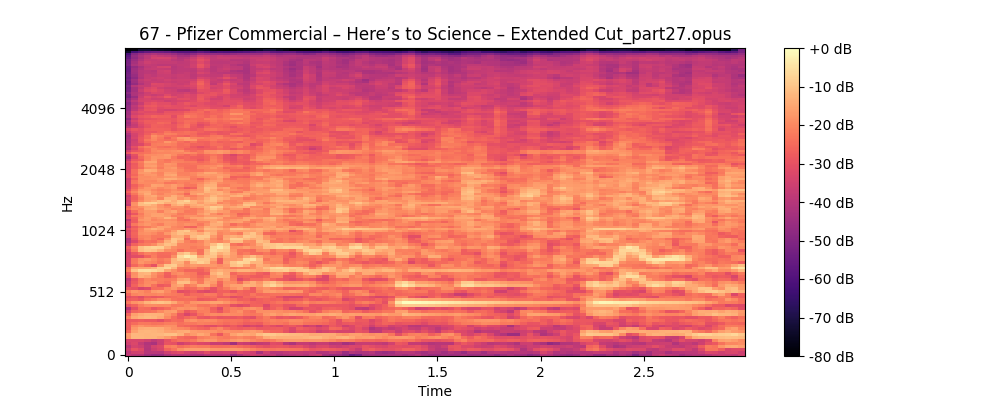 67 - Pfizer Commercial – Here’s to Science – Extended Cut_part27.opus
+0 dB
4096
-10 dB
-20 dB
2048
-30 dB
Hz
-40 dB
1024
-50 dB
512
-60 dB
-70 dB
0
-80 dB
0 0.5 1 1.5 2 2.5
Time